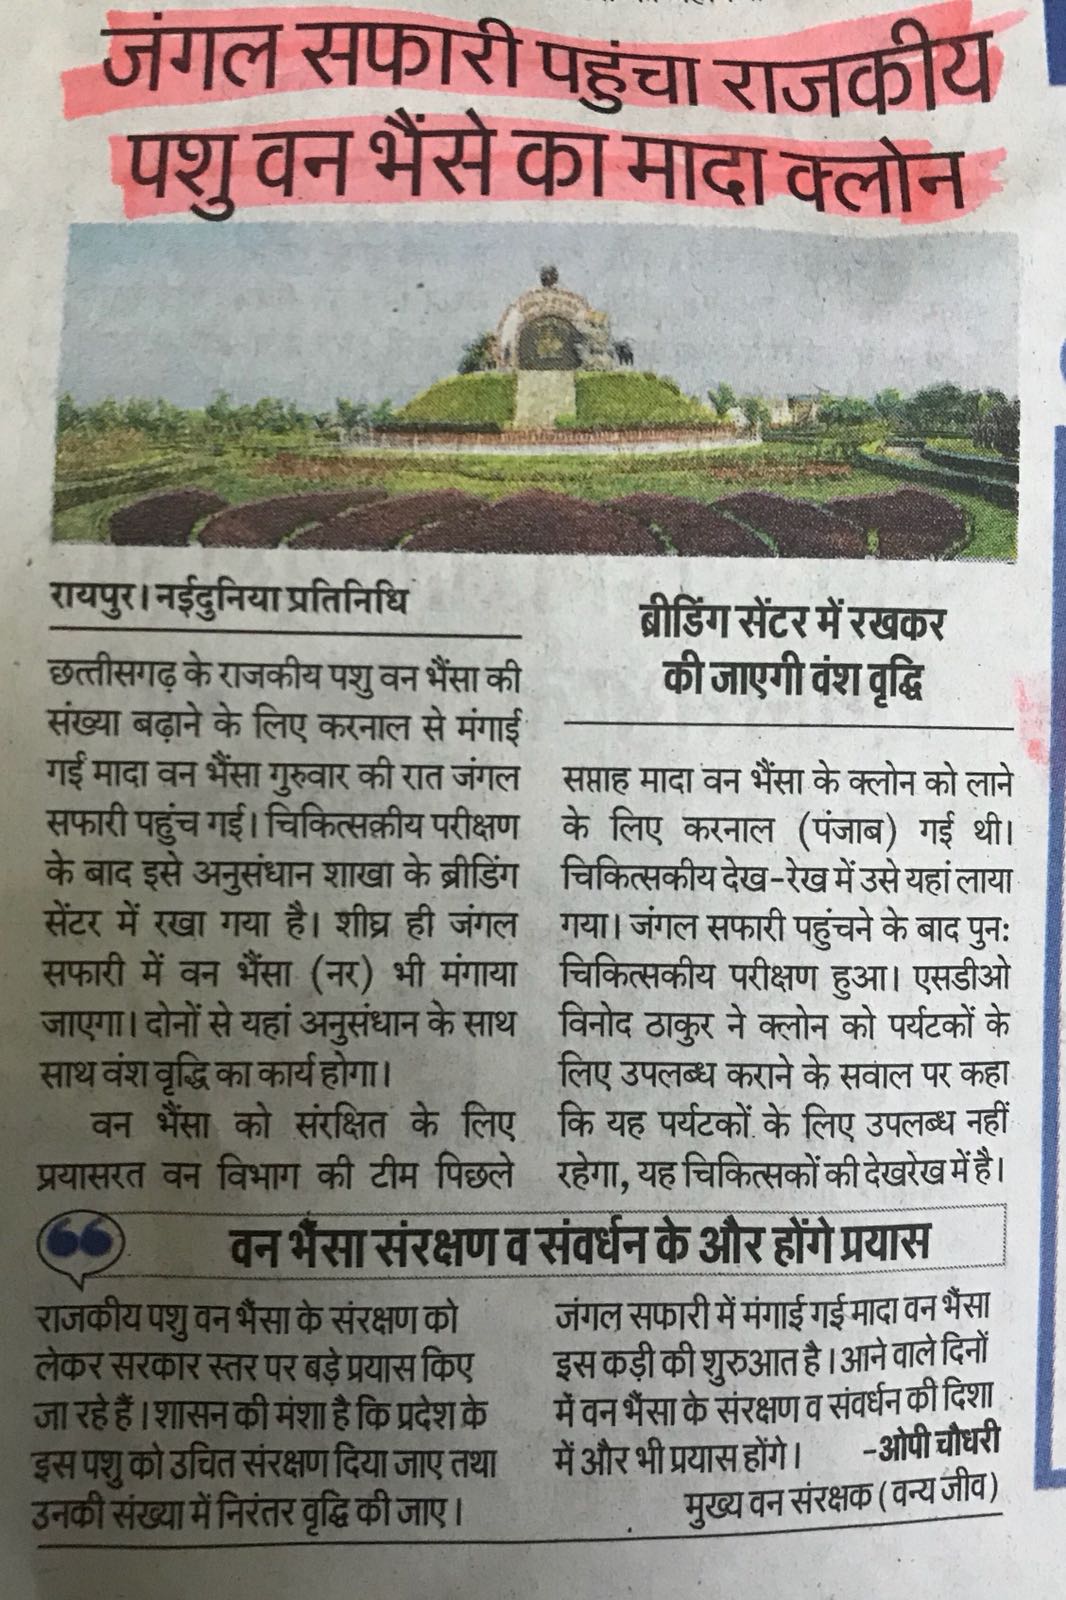 जंगल सफारी पहुंचा राजकीय
पशु वन भैंसे का मादा क्लोन
रायपुर। नईदुनिया प्रतिनिधि
छत्तीसगढ़ के राजकीय पशु वन भैंसा की
संख्या बढ़ाने के लिए करनाल से मंगाई
गई मादा वन भैंसा गुरुवार की रात जंगल
सफारी पहुंच गई। चिकित्सकीय परीक्षण
के बाद इसे अनुसंधान शाखा के ब्रीडिंग
सेंटर में रखा गया है। शीघ्र ही जंगल
सफारी में वन भैंसा (नर) भी मंगाया
जाएगा। दोनों से यहां अनुसंधान के साथ
साथ वंश वृद्धि का कार्य होगा।
वन भैंसा को संरक्षित के लिए
प्रयासरत वन विभाग की टीम पिछले
ब्रीडिंग सेंटर में रखकर
की जाएगी वंश वृद्धि
सप्ताह मादा वन भैंसा के क्लोन को लाने
के लिए करनाल (पंजाब) गई थी।
चिकित्सकीय देख-रेख में उसे यहां लाया
गया। जंगल सफारी पहुंचने के बाद पुन:
चिकित्सकीय परीक्षण हुआ। एसडीओ
विनोद ठाकुर ने क्लोन को पर्यटकों के
लिए उपलब्ध कराने के सवाल पर कहा
कि यह पर्यटकों के लिए उपलब्ध नहीं
रहेगा, यह चिकित्सकों की देखरेख में है।
वन भैंसा संरक्षण व संवर्धन के और होंगे प्रयास
राजकीय पशु वन भैंसा के संरक्षण को
लेकर सरकार स्तर पर बड़े प्रयास किए
जा रहे हैं। शासन की मंशा है कि प्रदेश के
इस पशु को उचित संरक्षण दिया जाए तथा
उनकी संख्या में निरंतर वृद्धि की जाए।
जंगल सफारी में मंगाई गई मादा वन भैंसा
इस कड़ी की शुरुआत है। आने वाले दिनों
में वन भैंसा के संरक्षण व संवर्धन की दिशा
में और भी प्रयास होंगे। -ओपी चौधरी
मुख्य वन संरक्षक (वन्य जीव)